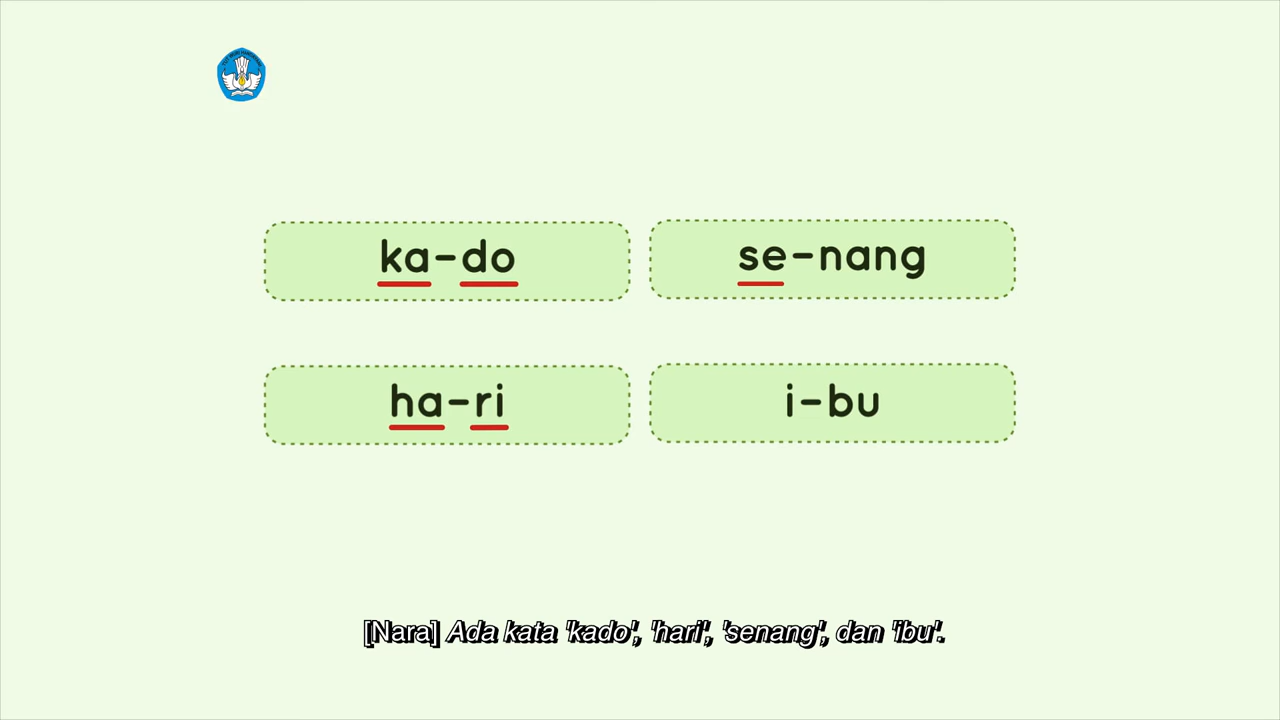 ka-do
se-nang
ha-ri
i-bu
[Nara] Ada kata 'kado', 'hari', 'senang', dan 'ibu'.